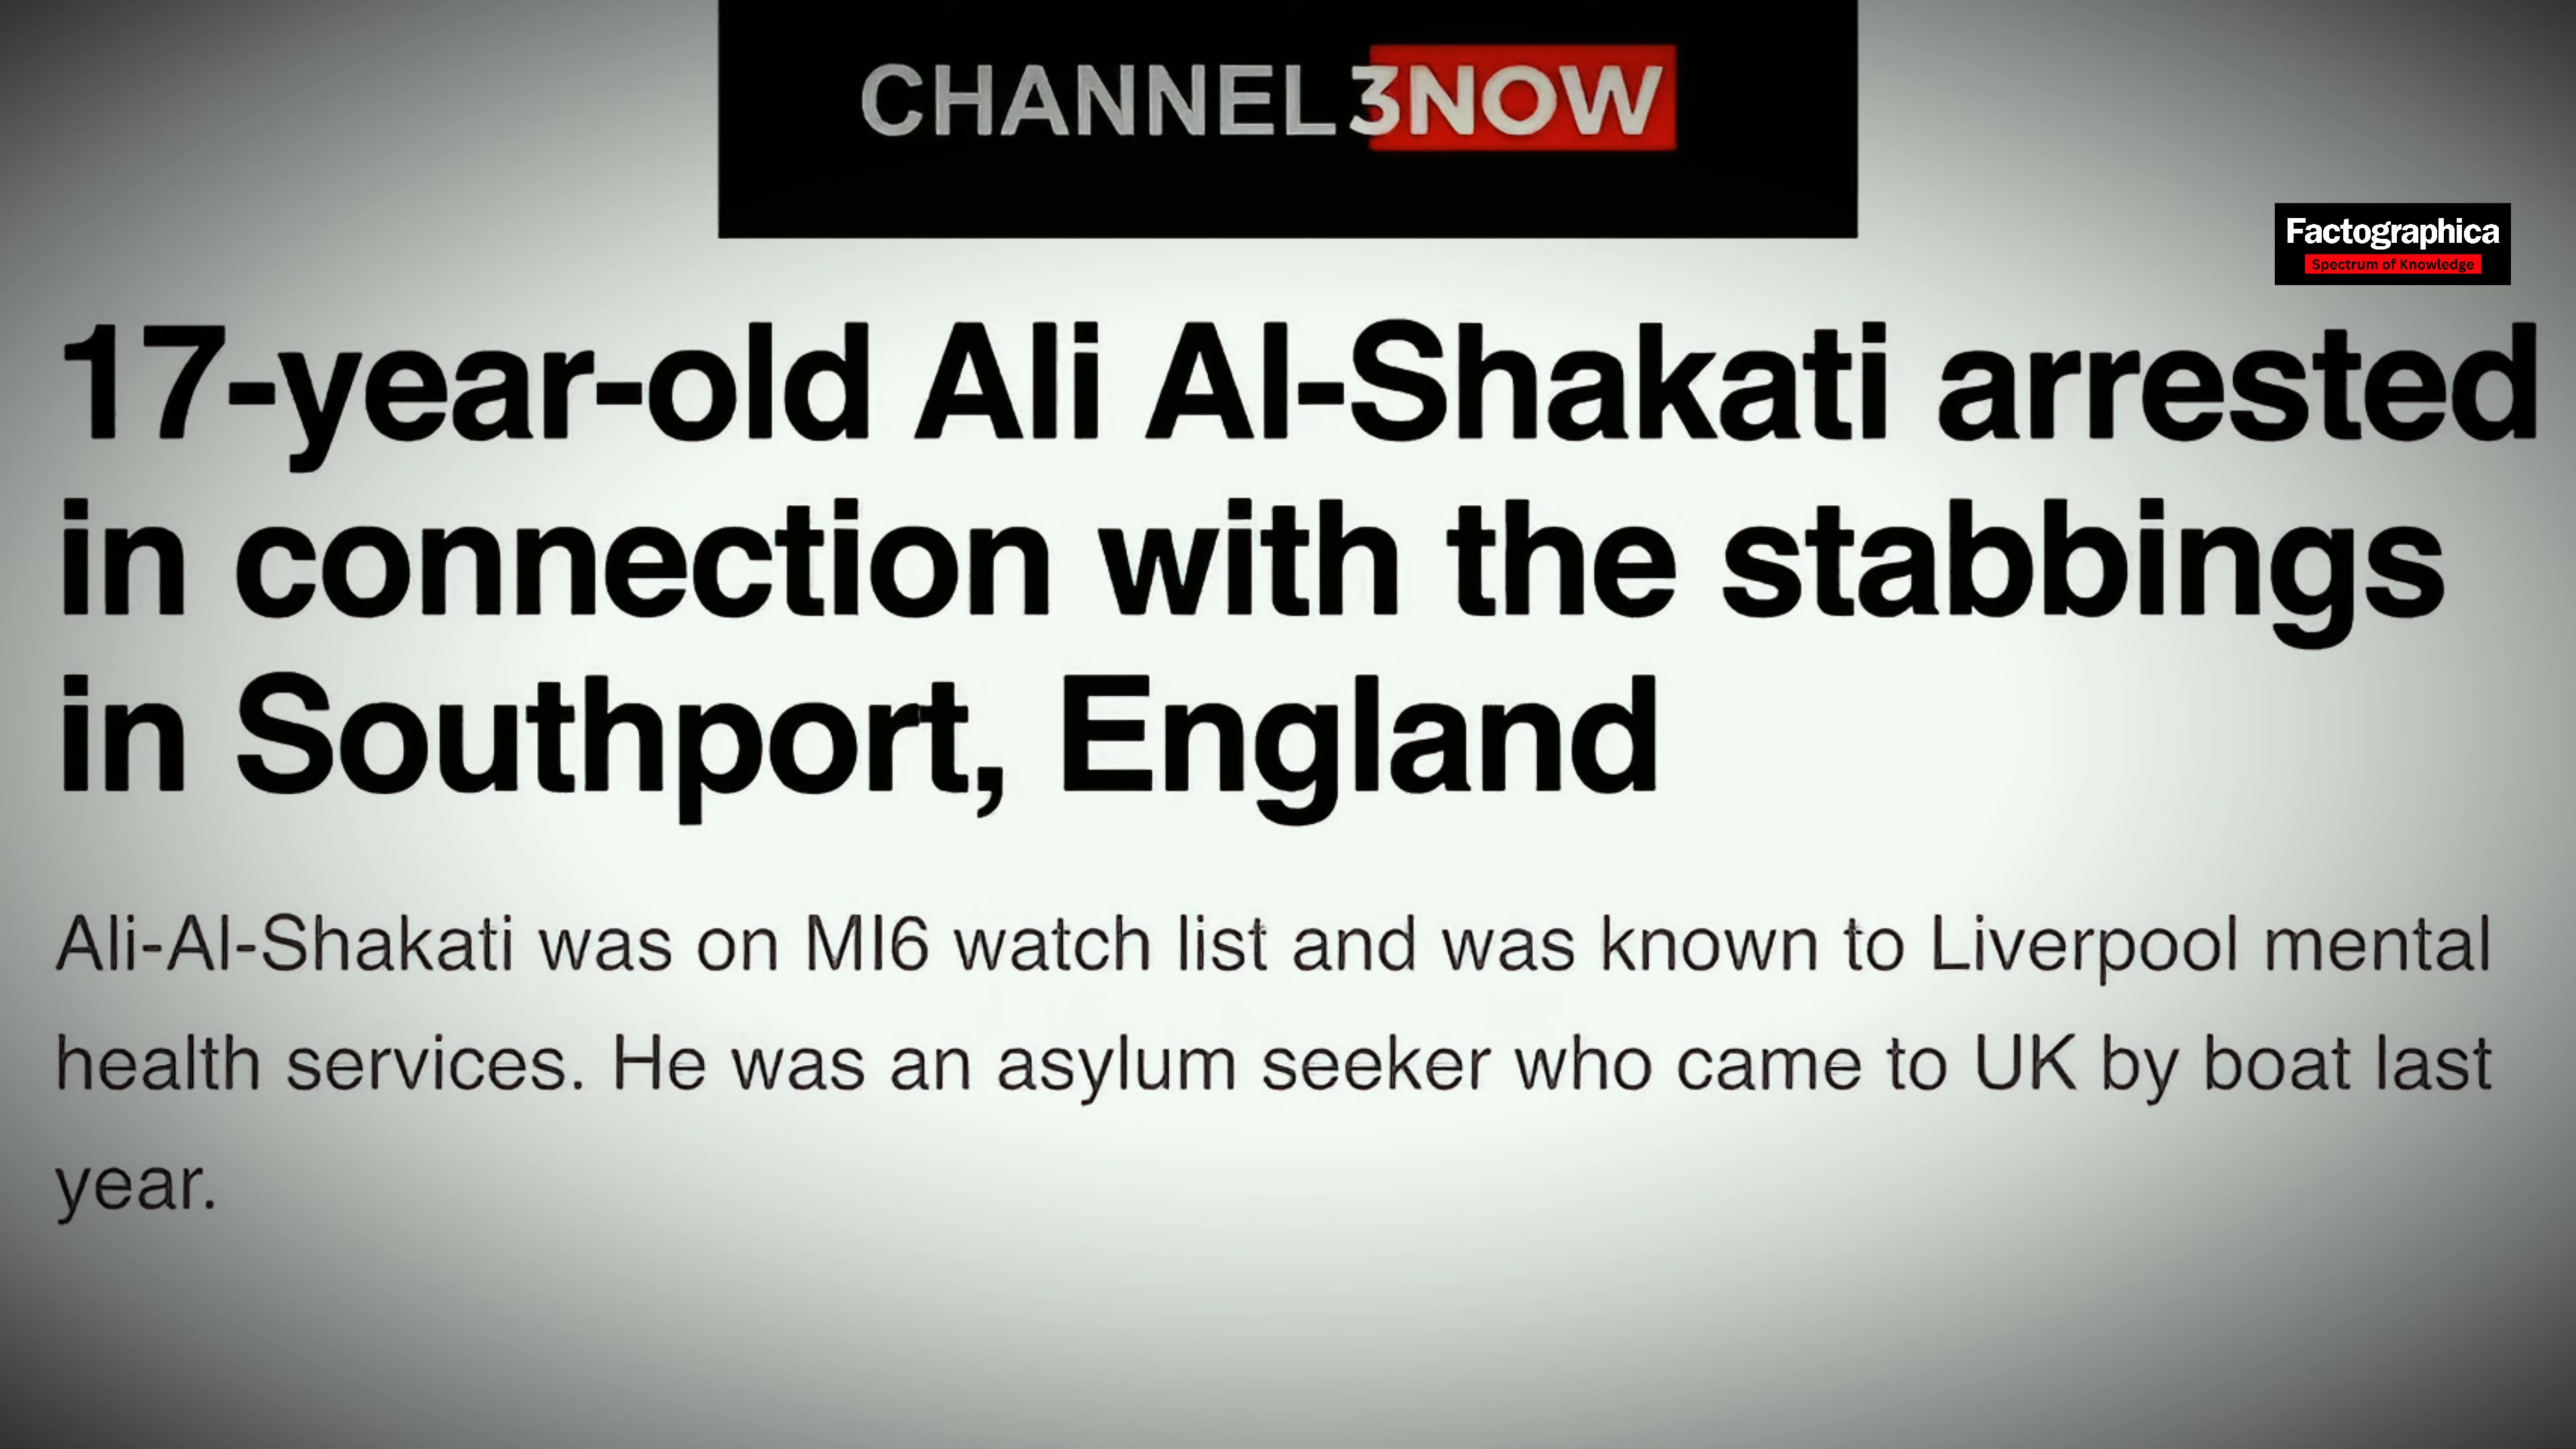 CHANNEL3NOW
Factographica
Spectrum of Knowledge
17-year-old Ali Al-Shakati arrested
in connection with the stabbings
in Southport, England
Ali-Al-Shakati was on MI6 watch list and was known to Liverpool mental
health services. He was an asylum seeker who came to UK by boat last
year.